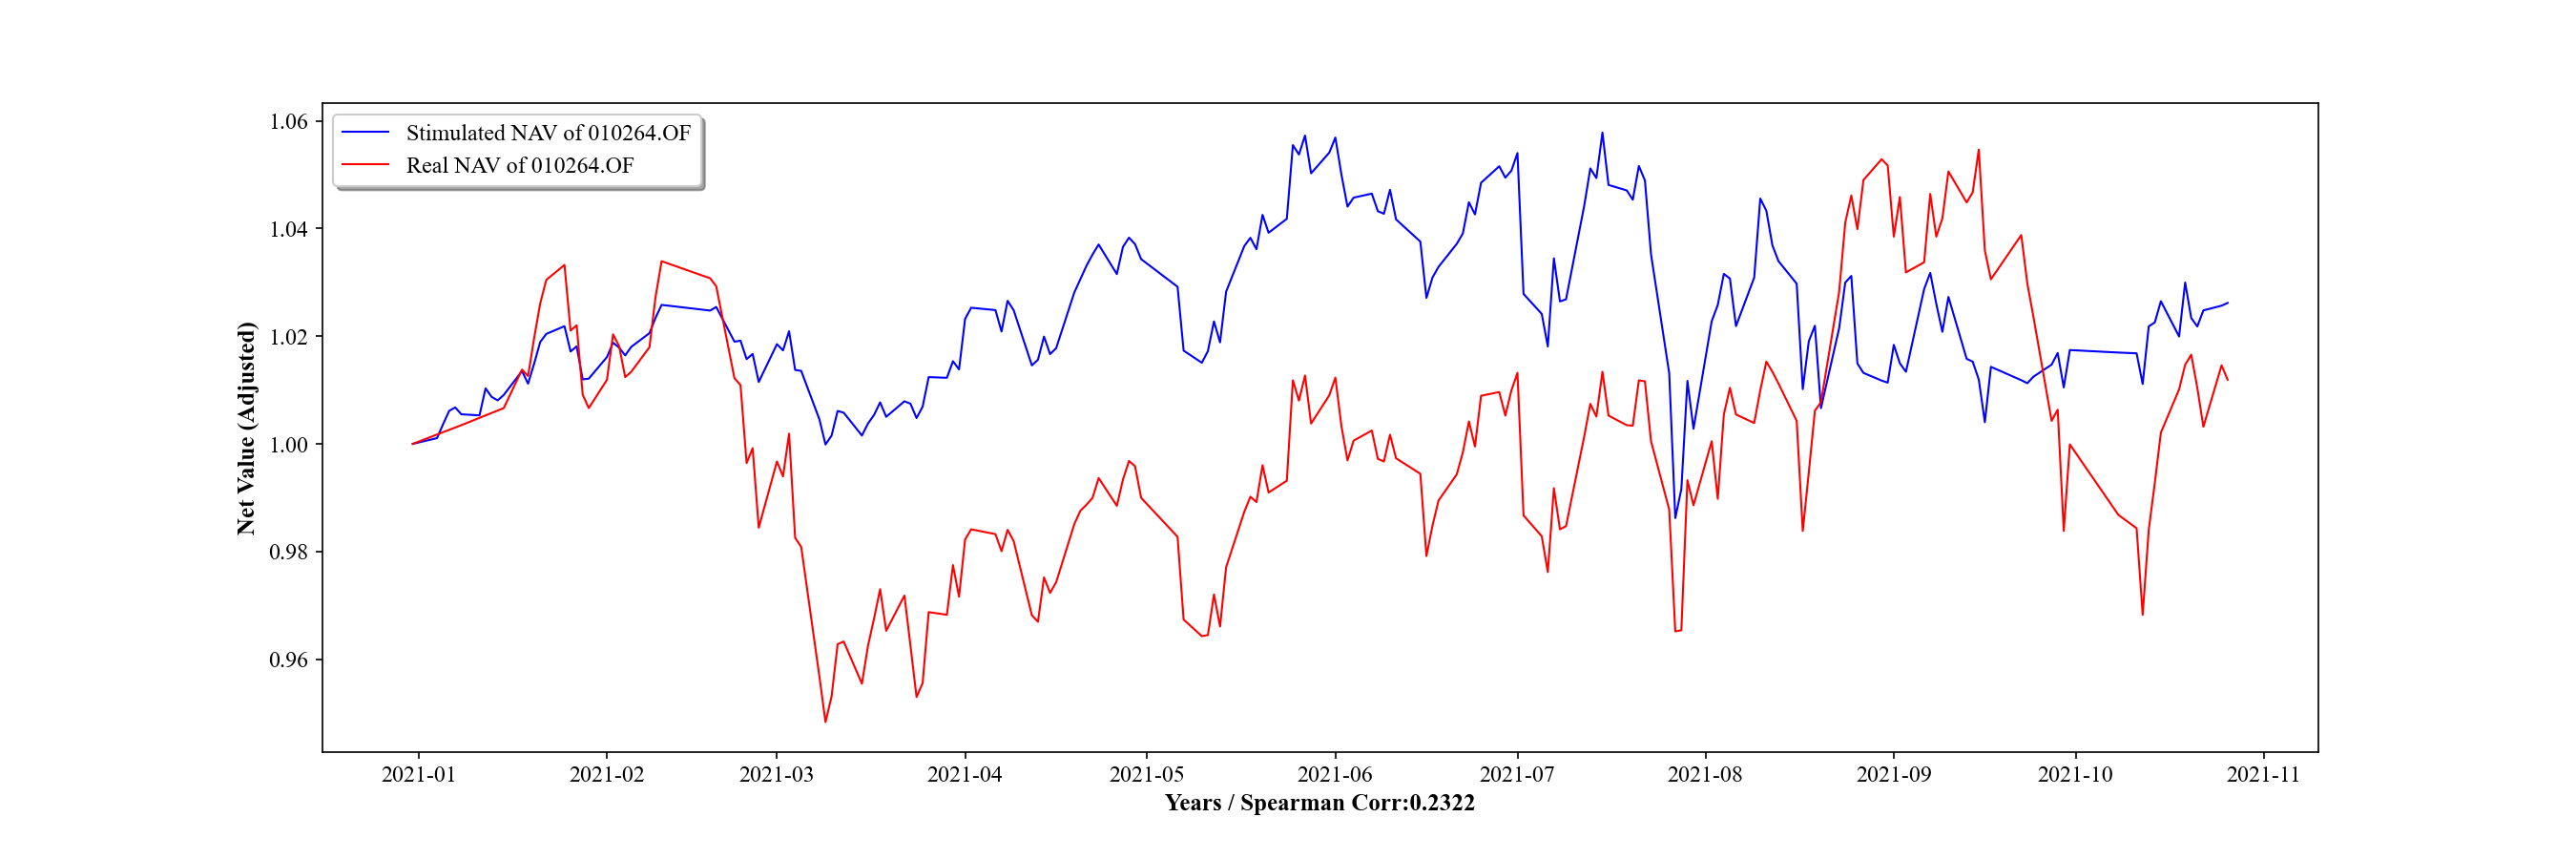 Stimulated NAV of 010264.OF
Real NAV of 010264.OF
1.06
1.04
1.02
1.00
0.98
0.96
Net Value (Adjusted)
2021-01 2021-02 2021-03 2021-04 2021-05 2021-06 2021-07 2021-08 2021-09 2021-10 2021-11
Years / Spearman Corr:0.2322